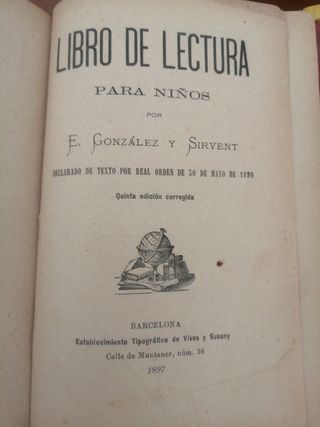 LIBRO DE LECTURA
PARA NIÑOS
POR
E. GONZÁLEZ Y SIRVENT
DECLARADO DE TEXTO POR REAL ORDEN DE 30 DE MAYO DE 1890
Quinta edición corregida
BARCELONA
Establecimiento Tipográfico de Vives y Susany
Calle de Muntaner, núm. 36
1897